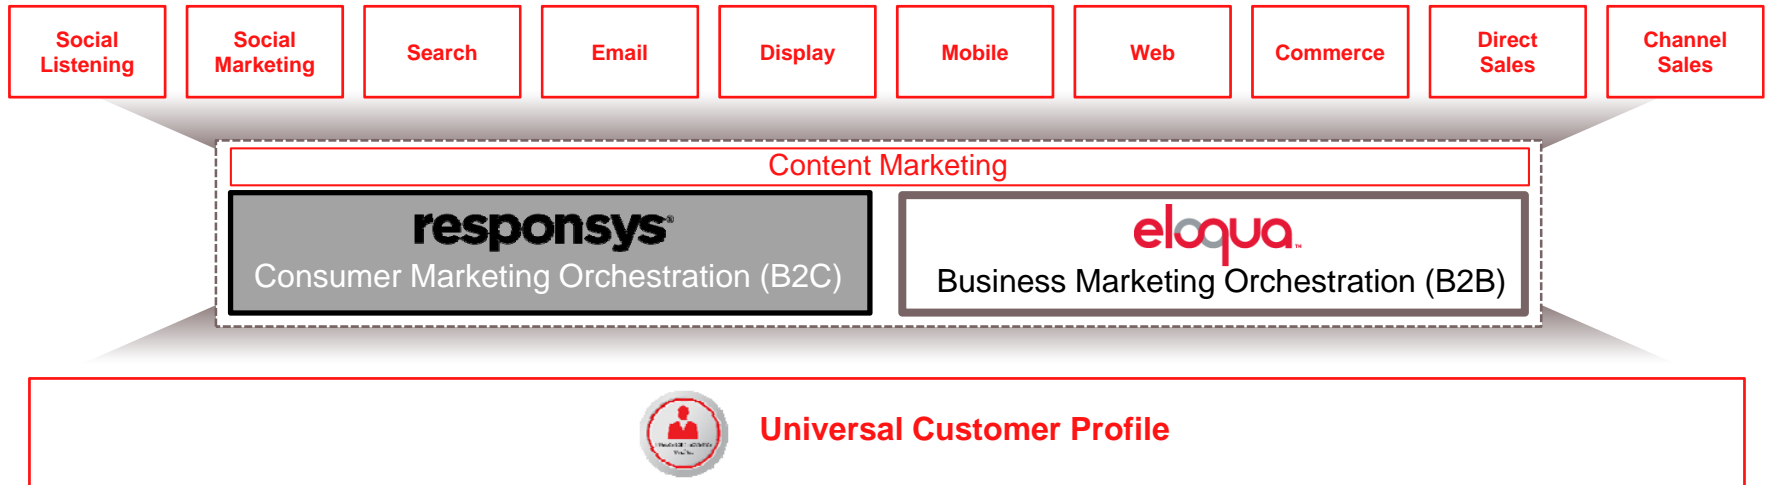 Social
Listening
Social
Marketing
Search
Email
Display
Mobile
Web
Commerce
Direct
Sales
Channel
Sales
Content Marketing
responsys®
Consumer Marketing Orchestration (B2C)
eloqua™
Business Marketing Orchestration (B2B)
Universal Customer Profile